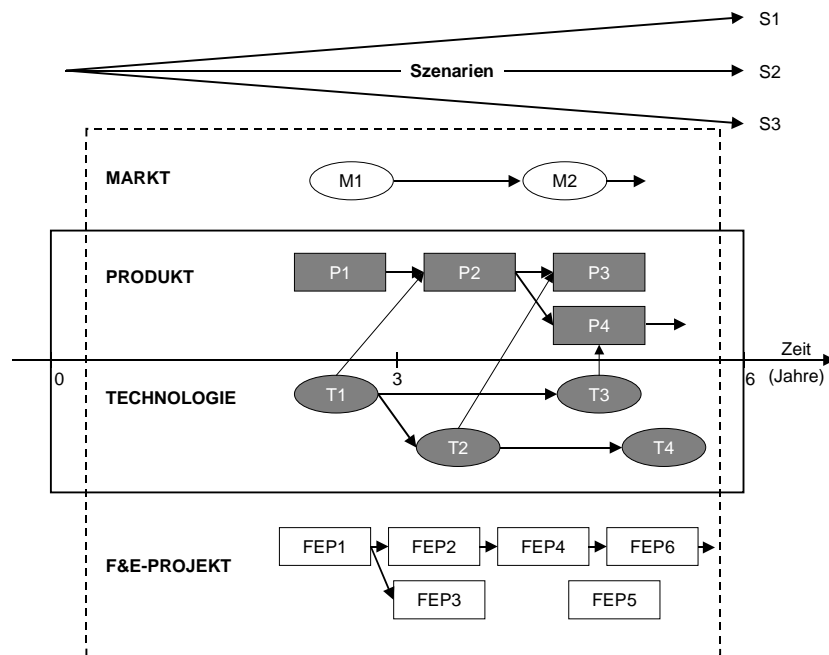 S1
Szenarien
S2
S3
MARKT
M1
M2
PRODUKT
P1
P2
P3
P4
Zeit
0
3
6
(Jahre)
TECHNOLOGIE
T1
T3
T2
T4
F&E-PROJEKT
FEP1
FEP2
FEP4
FEP6
FEP3
FEP5